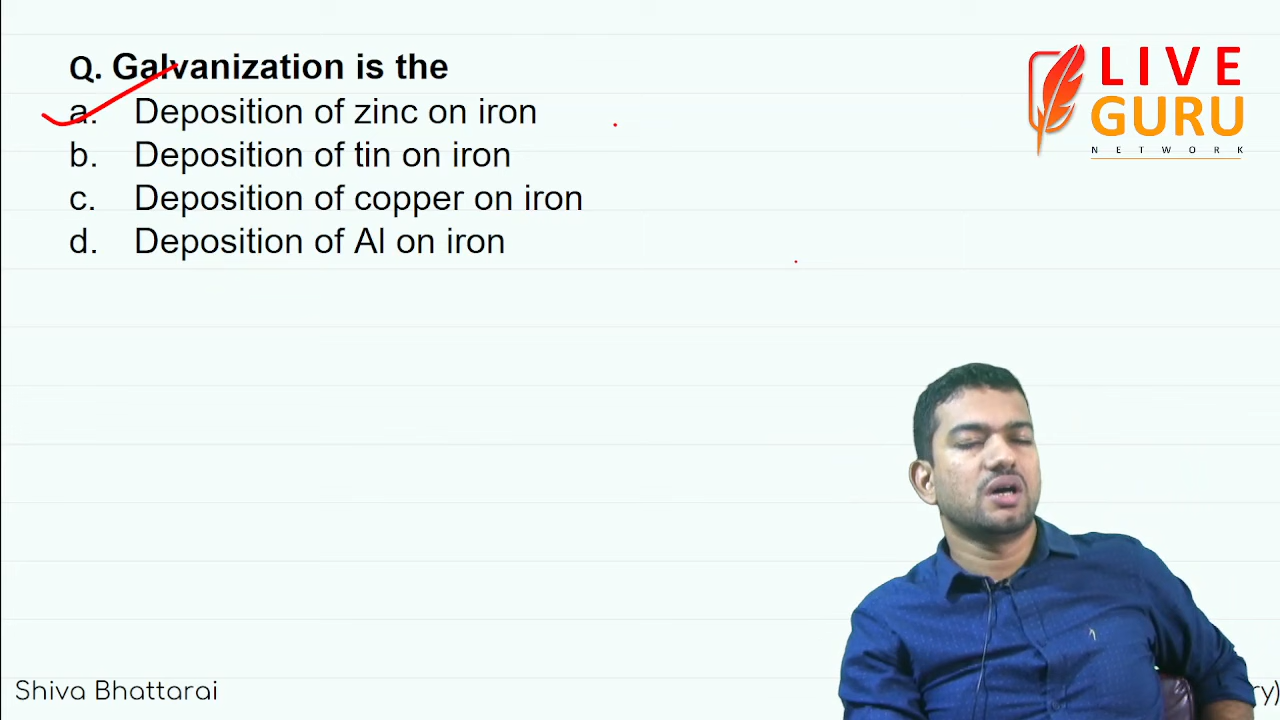 Q. Galvanization is the
a. Deposition of zinc on iron
b. Deposition of tin on iron
c. Deposition of copper on iron
d. Deposition of Al on iron
LIVE
GURU
NETWORK
Shiva Bhattarai
ry)